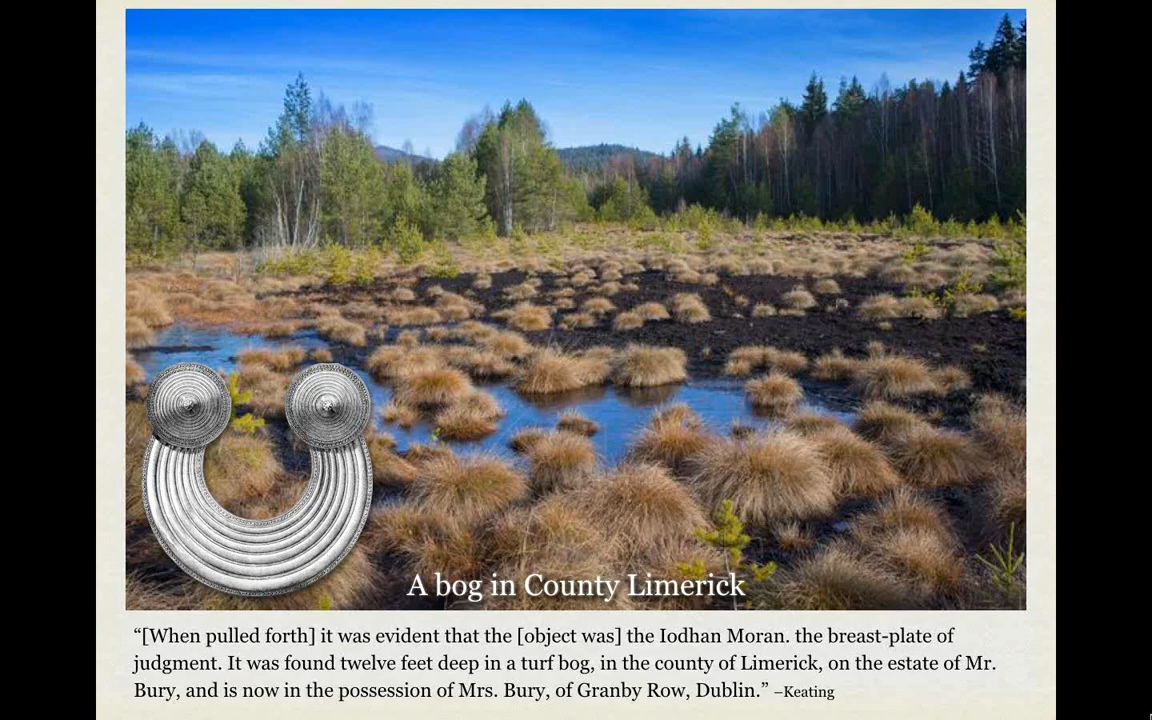 A bog in County Limerick
“[When pulled forth] it was evident that the [object was] the Iodhan Moran. the breast-plate of
judgment. It was found twelve feet deep in a turf bog, in the county of Limerick, on the estate of Mr.
Bury, and is now in the possession of Mrs. Bury, of Granby Row, Dublin.” –Keating